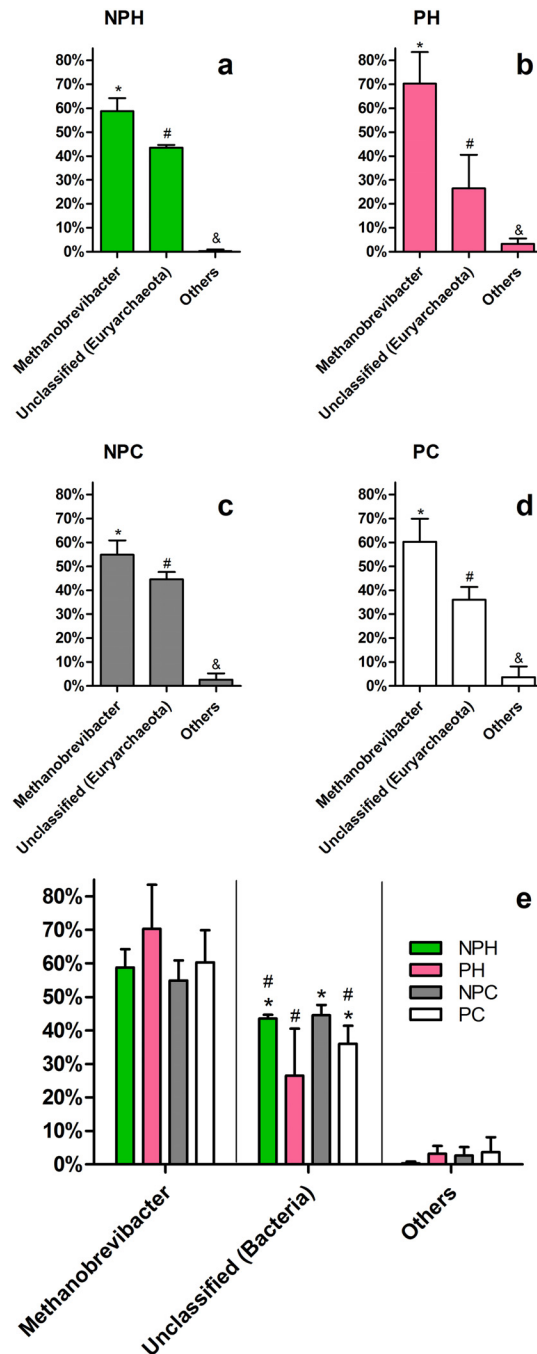 NPH
a
80%
70%
60%
50%
40%
30%
20%
10%
0%
*
#
&
Methanobrevibacter
Unclassified (Euryarchaeota)
Others
PH
b
80%
70%
60%
50%
40%
30%
20%
10%
0%
*
#
&
Methanobrevibacter
Unclassified (Euryarchaeota)
Others
NPC
c
80%
70%
60%
50%
40%
30%
20%
10%
0%
*
#
&
Methanobrevibacter
Unclassified (Euryarchaeota)
Others
PC
d
80%
70%
60%
50%
40%
30%
20%
10%
0%
*
#
&
Methanobrevibacter
Unclassified (Euryarchaeota)
Others
e
80%
70%
60%
50%
40%
30%
20%
10%
0%
#
*
#
*
#
*
NPH
PH
NPC
PC
Methanobrevibacter
Unclassified (Bacteria)
Others